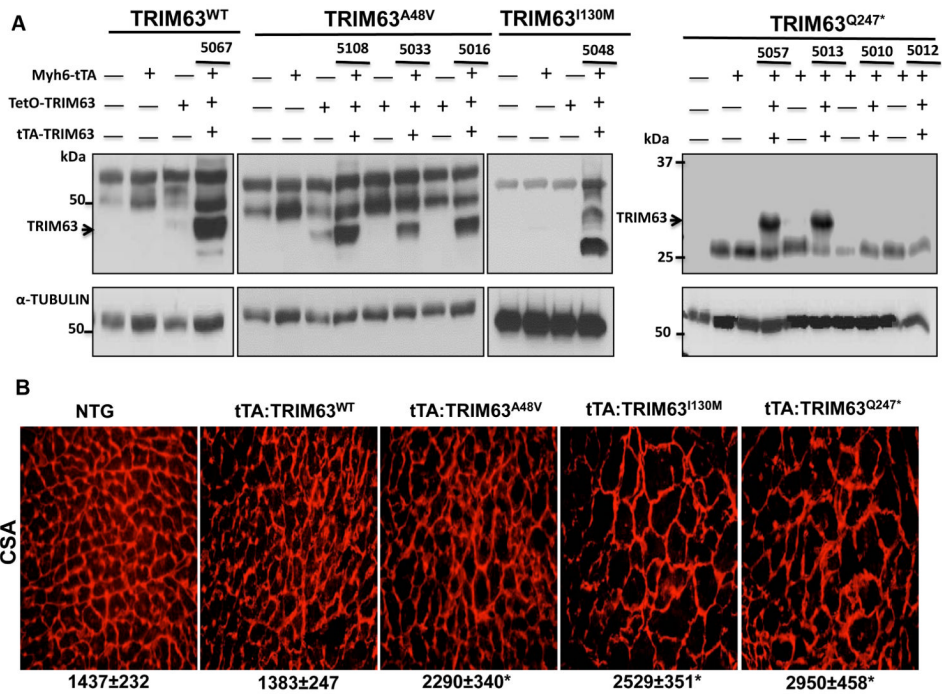 A
TRIM63WT TRIM63A48V TRIM63I130M TRIM63Q247*
5067 5108 5033 5016 5048 5057 5013 5010 5012
Myh6-tTA — + — + — + — + — + — + — + — + — + + + + + + + +
TetO-TRIM63 — — + + — — + + + + + + — — + + — — + — + — + — +
tTA-TRIM63 — — — + — — — + — + — + — — — + — — + — + — + — +
kDa kDa
50 37
TRIM63 TRIM63
25
α-TUBULIN
50 50
B
NTG tTA:TRIM63WT tTA:TRIM63A48V tTA:TRIM63I130M tTA:TRIM63Q247*
CSA
1437±232 1383±247 2290±340* 2529±351* 2950±458*